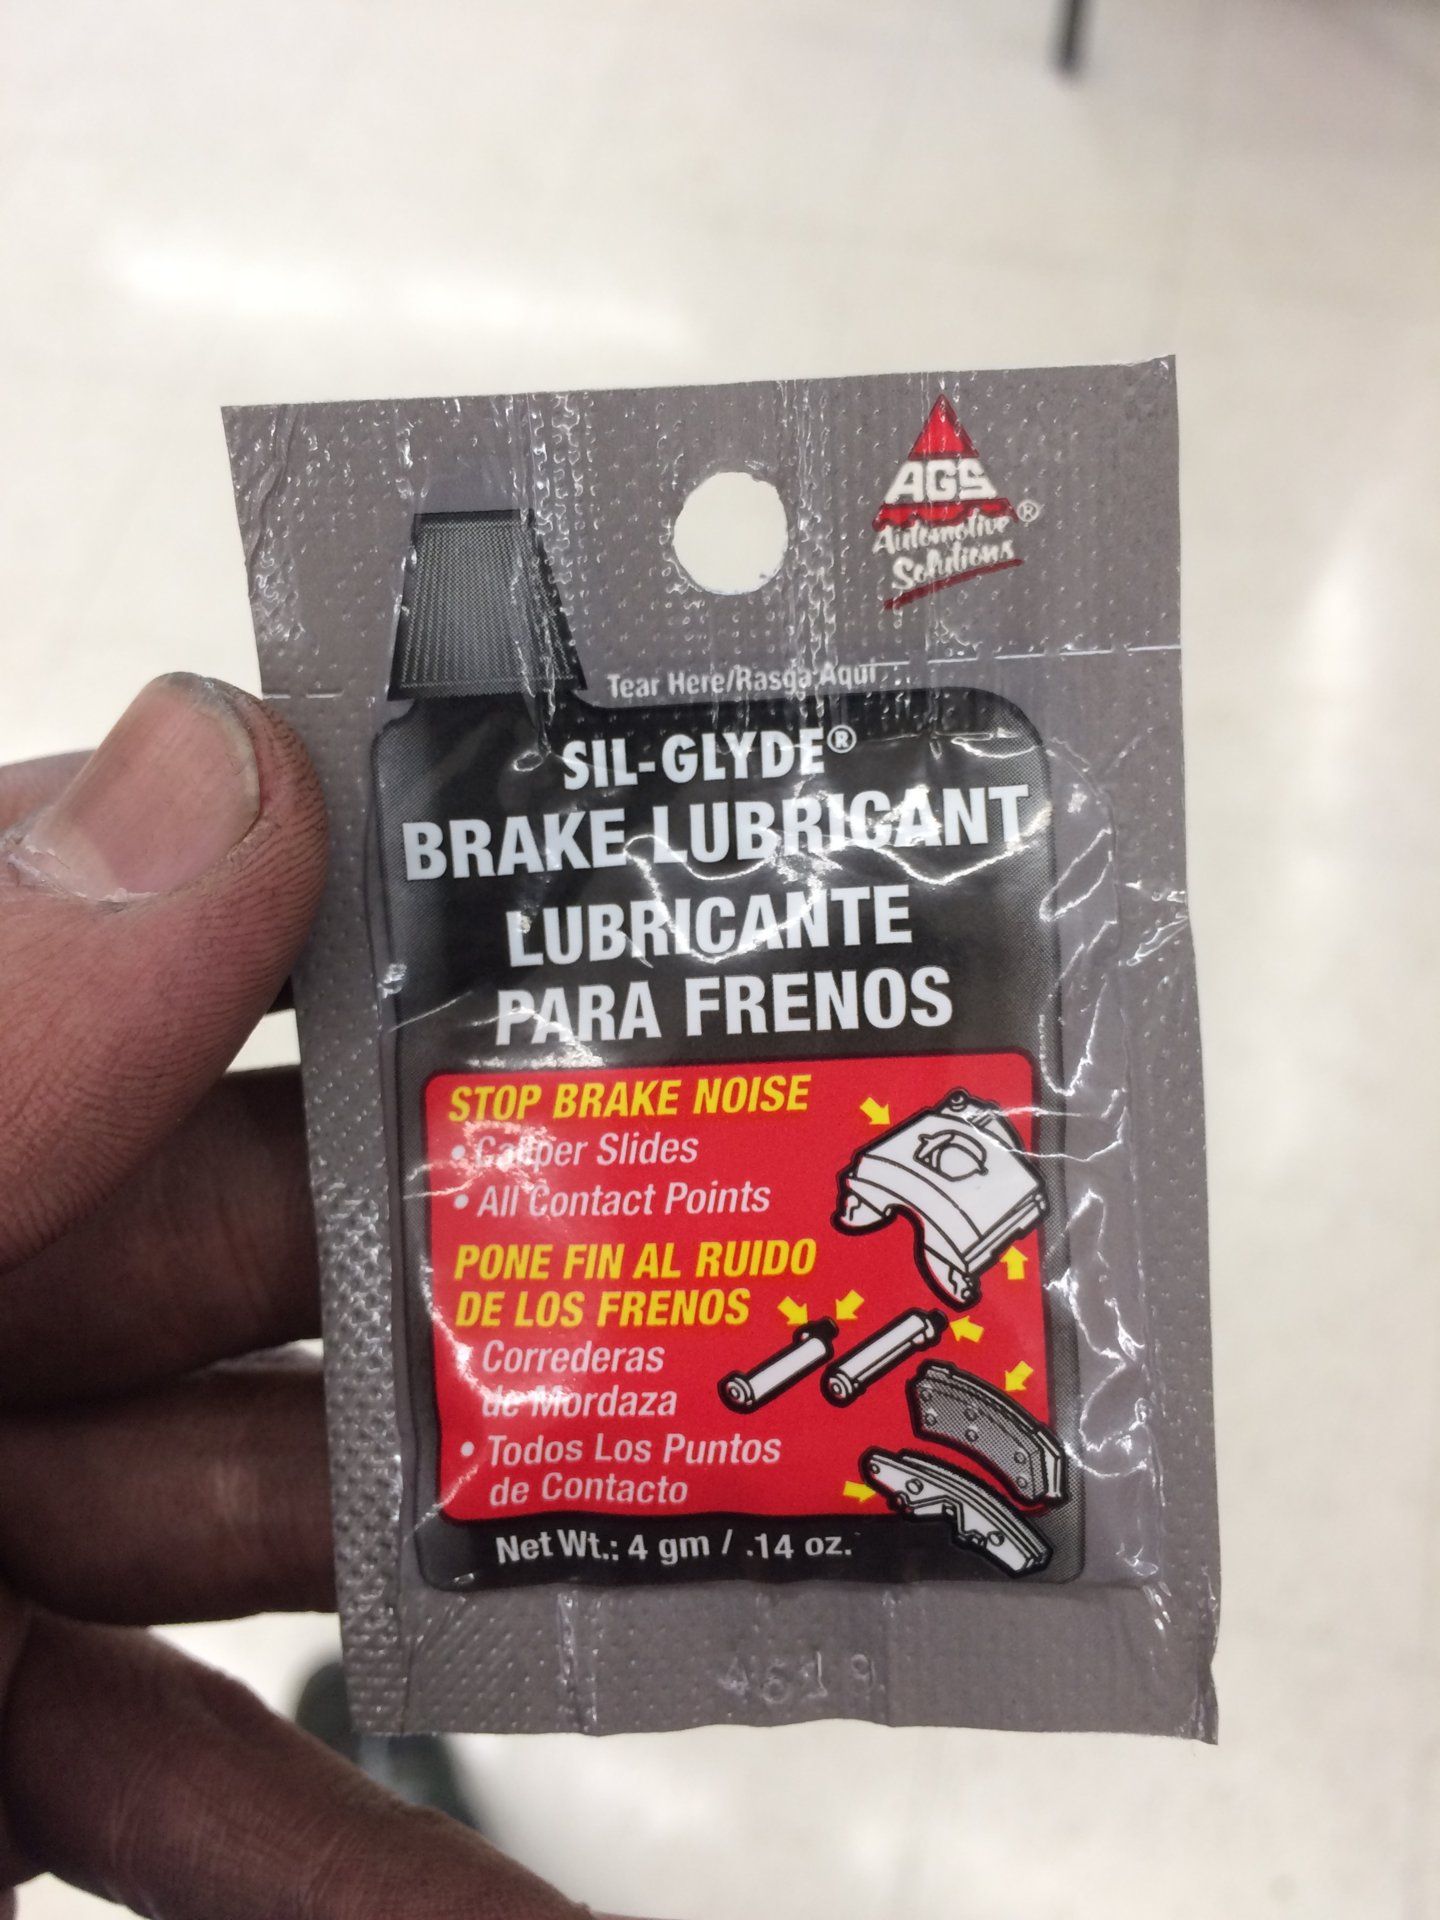 AGS
Automotive ®
Solutions
Tear Here/Rasga Aqui
SIL-GLYDE®
BRAKE LUBRICANT
LUBRICANTE
PARA FRENOS
STOP BRAKE NOISE
• Caliper Slides
• All Contact Points
PONE FIN AL RUIDO
DE LOS FRENOS
• Correderas
de Mordaza
• Todos Los Puntos
de Contacto
Net Wt.: 4 gm / .14 oz.
4619